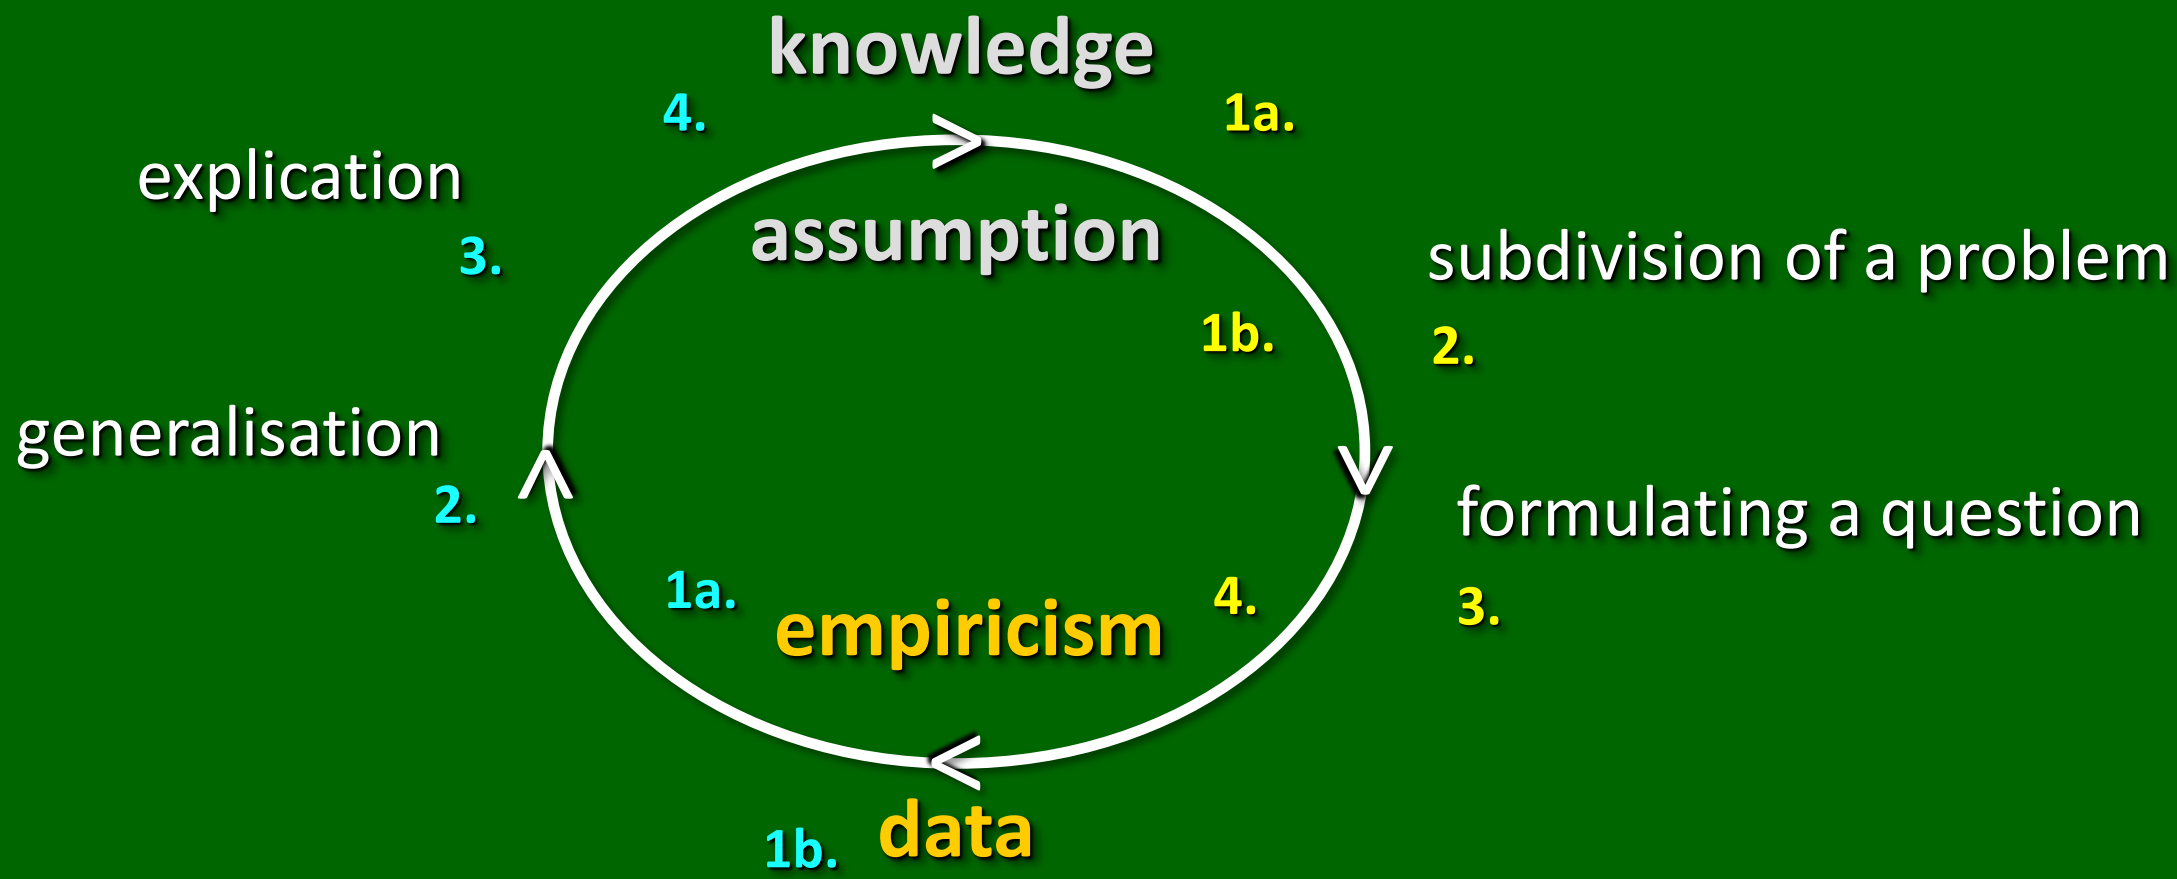 knowledge
4.
1a.
explication
assumption
3.
subdivision of a problem
1b.
2.
generalisation
2.
formulating a question
1a.
empiricism
4.
3.
data
1b.